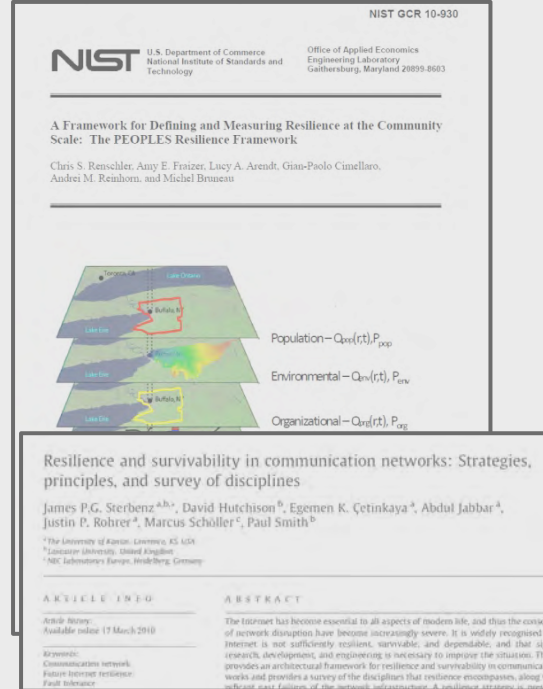 NIST GCR 10-930
NIST
U.S. Department of Commerce
National Institute of Standards and
Technology
Office of Applied Economics
Engineering Laboratory
Gaithersburg, Maryland 20899-8603
A Framework for Defining and Measuring Resilience at the Community
Scale: The PEOPLES Resilience Framework
Chris S. Renschler, Amy E. Fraizer, Lucy A. Arendt, Gian-Paolo Cimellaro,
Andrei M. Reinhorn, and Michel Bruneau
Lake Ontario
Buffalo, N
Lake Erie
Population – Qpop(r,t), Ppop
Lake Erie
Environmental – Qenv(r,t), Penv
Buffalo, N
Lake Erie
Organizational – Qorg(r,t), Porg
Resilience and survivability in communication networks: Strategies,
principles, and survey of disciplines
James P.G. Sterbenz a,b,*, David Hutchison b, Egemen K. Çetinkaya a, Abdul Jabbar a,
Justin P. Rohrer a, Marcus Schöller c, Paul Smith b
a The University of Kansas, Lawrence, KS, USA
b Lancaster University, United Kingdom
c NEC Laboratories Europe, Heidelberg, Germany
ARTICLE INFO
ABSTRACT
Article history:
Available online 17 March 2010
Keywords:
Communication network
Future Internet resilience
Fault tolerance
The Internet has become essential to all aspects of modern life, and thus the conse
of network disruption have become increasingly severe. It is widely recognised
Internet is not sufficiently resilient, survivable, and dependable, and that si
research, development, and engineering is necessary to improve the situation. Th
provides an architectural framework for resilience and survivability in communica
works and provides a survey of the disciplines that resilience encompasses, along
nificant past failures of the network infrastructure. A resilience strategy is